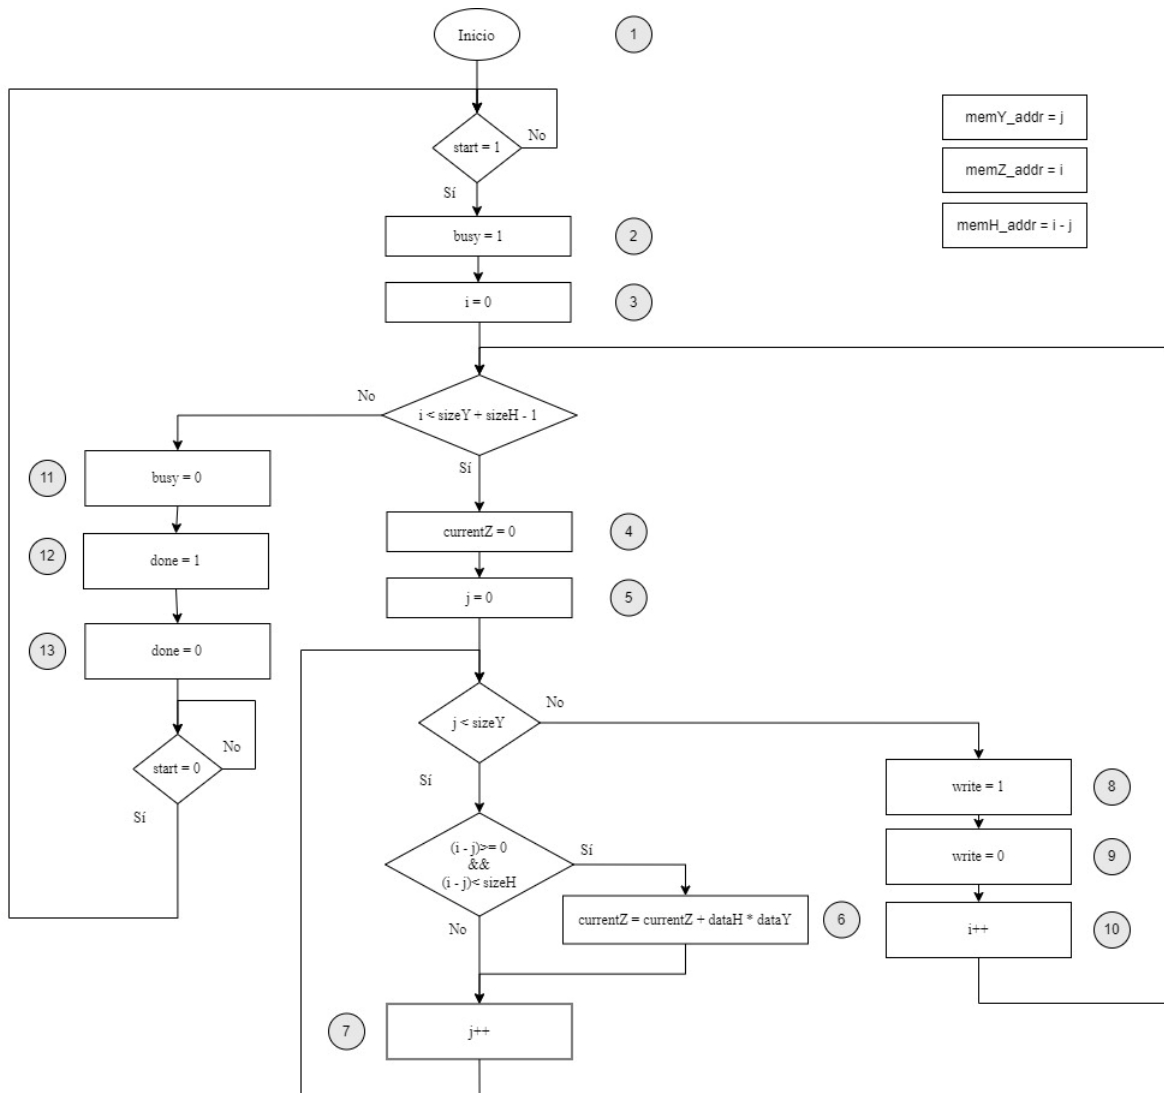 Inicio
1
start = 1
No
Sí
memY_addr = j
memZ_addr = i
memH_addr = i - j
busy = 1
2
i = 0
3
i < sizeY + sizeH - 1
No
Sí
11
busy = 0
12
done = 1
13
done = 0
start = 0
No
Sí
currentZ = 0
4
j = 0
5
j < sizeY
No
Sí
(i - j)>= 0
&&
(i - j)< sizeH
Sí
No
currentZ = currentZ + dataH * dataY
6
7
j++
write = 1
8
write = 0
9
i++
10